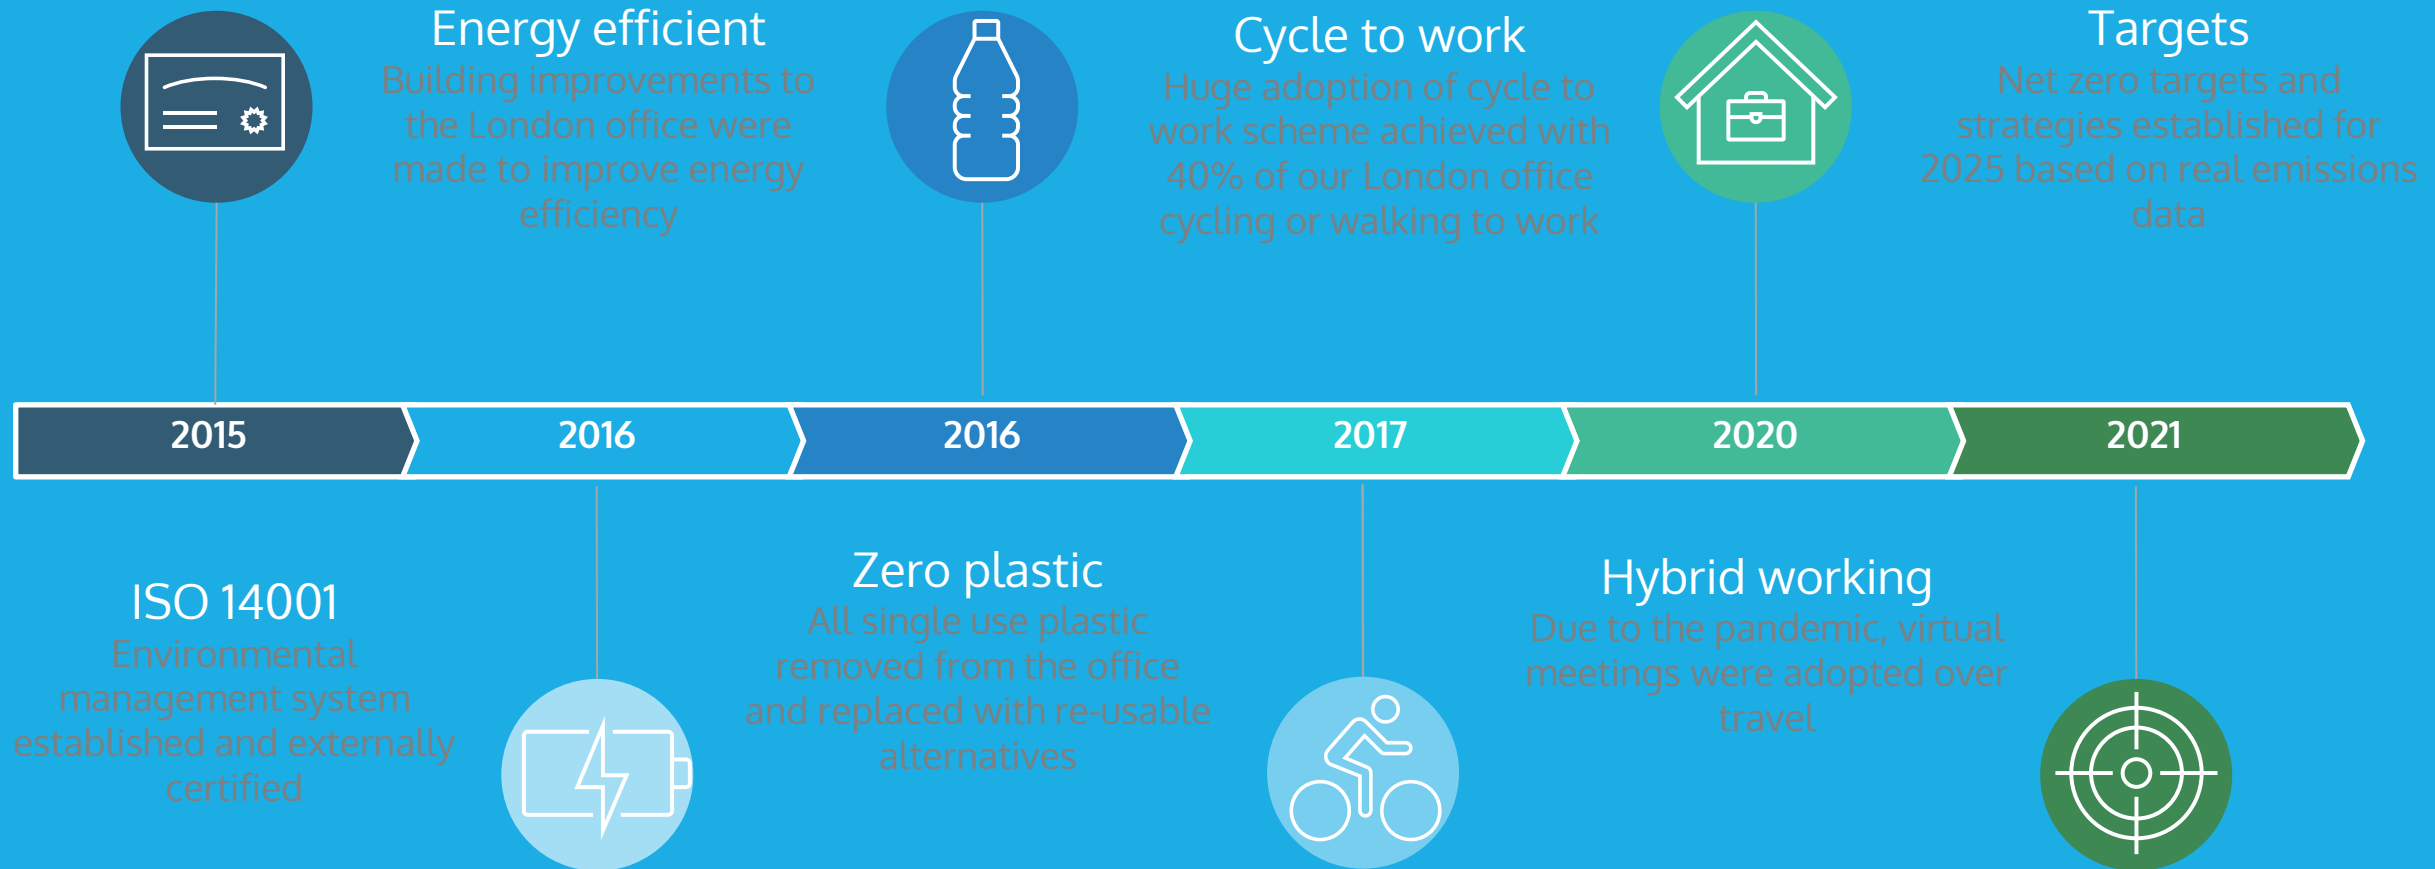 Energy efficient
Building improvements to
the London office were
made to improve energy
efficiency
Cycle to work
Huge adoption of cycle to
work scheme achieved with
40% of our London office
cycling or walking to work
Targets
Net zero targets and
strategies established for
2025 based on real emissions
data
2015
2016
2016
2017
2020
2021
ISO 14001
Environmental
management system
established and externally
certified
Zero plastic
All single use plastic
removed from the office
and replaced with re-usable
alternatives
Hybrid working
Due to the pandemic, virtual
meetings were adopted over
travel